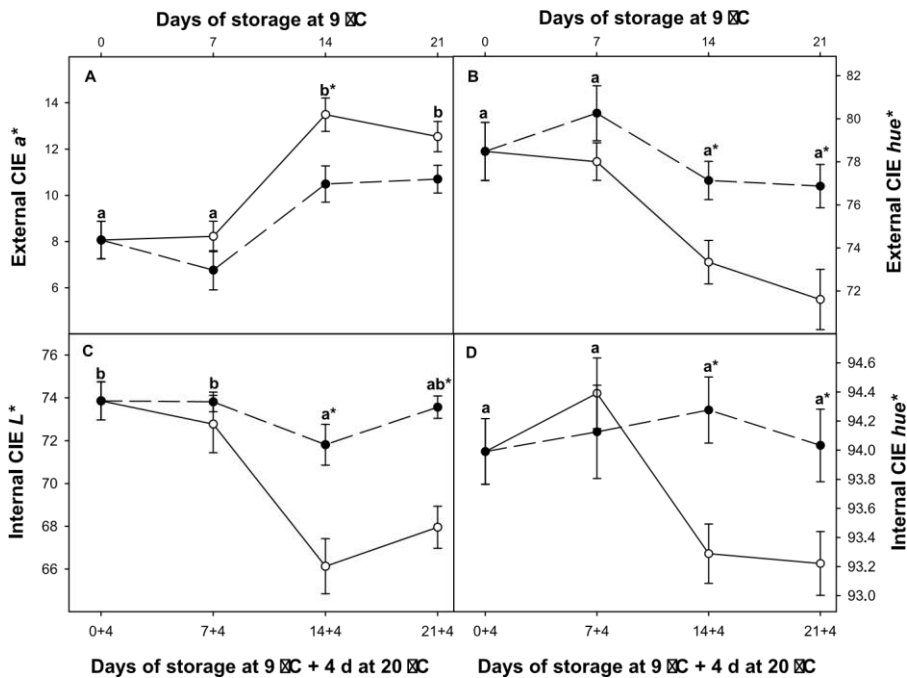 Days of storage at 9 °C Days of storage at 9 °C
0 7 14 21 0 7 14 21
A
b*
b
a
a
14
12
10
8
6
External CIE a*
B
a
a
a*
a*
82
80
78
76
74
72
External CIE hue*
C
b
b
a*
ab*
76
74
72
70
68
66
Internal CIE L*
D
a
a
a*
a*
94.6
94.4
94.2
94.0
93.8
93.6
93.4
93.2
93.0
Internal CIE hue*
0+4 7+4 14+4 21+4 0+4 7+4 14+4 21+4
Days of storage at 9 °C + 4 d at 20 °C Days of storage at 9 °C + 4 d at 20 °C